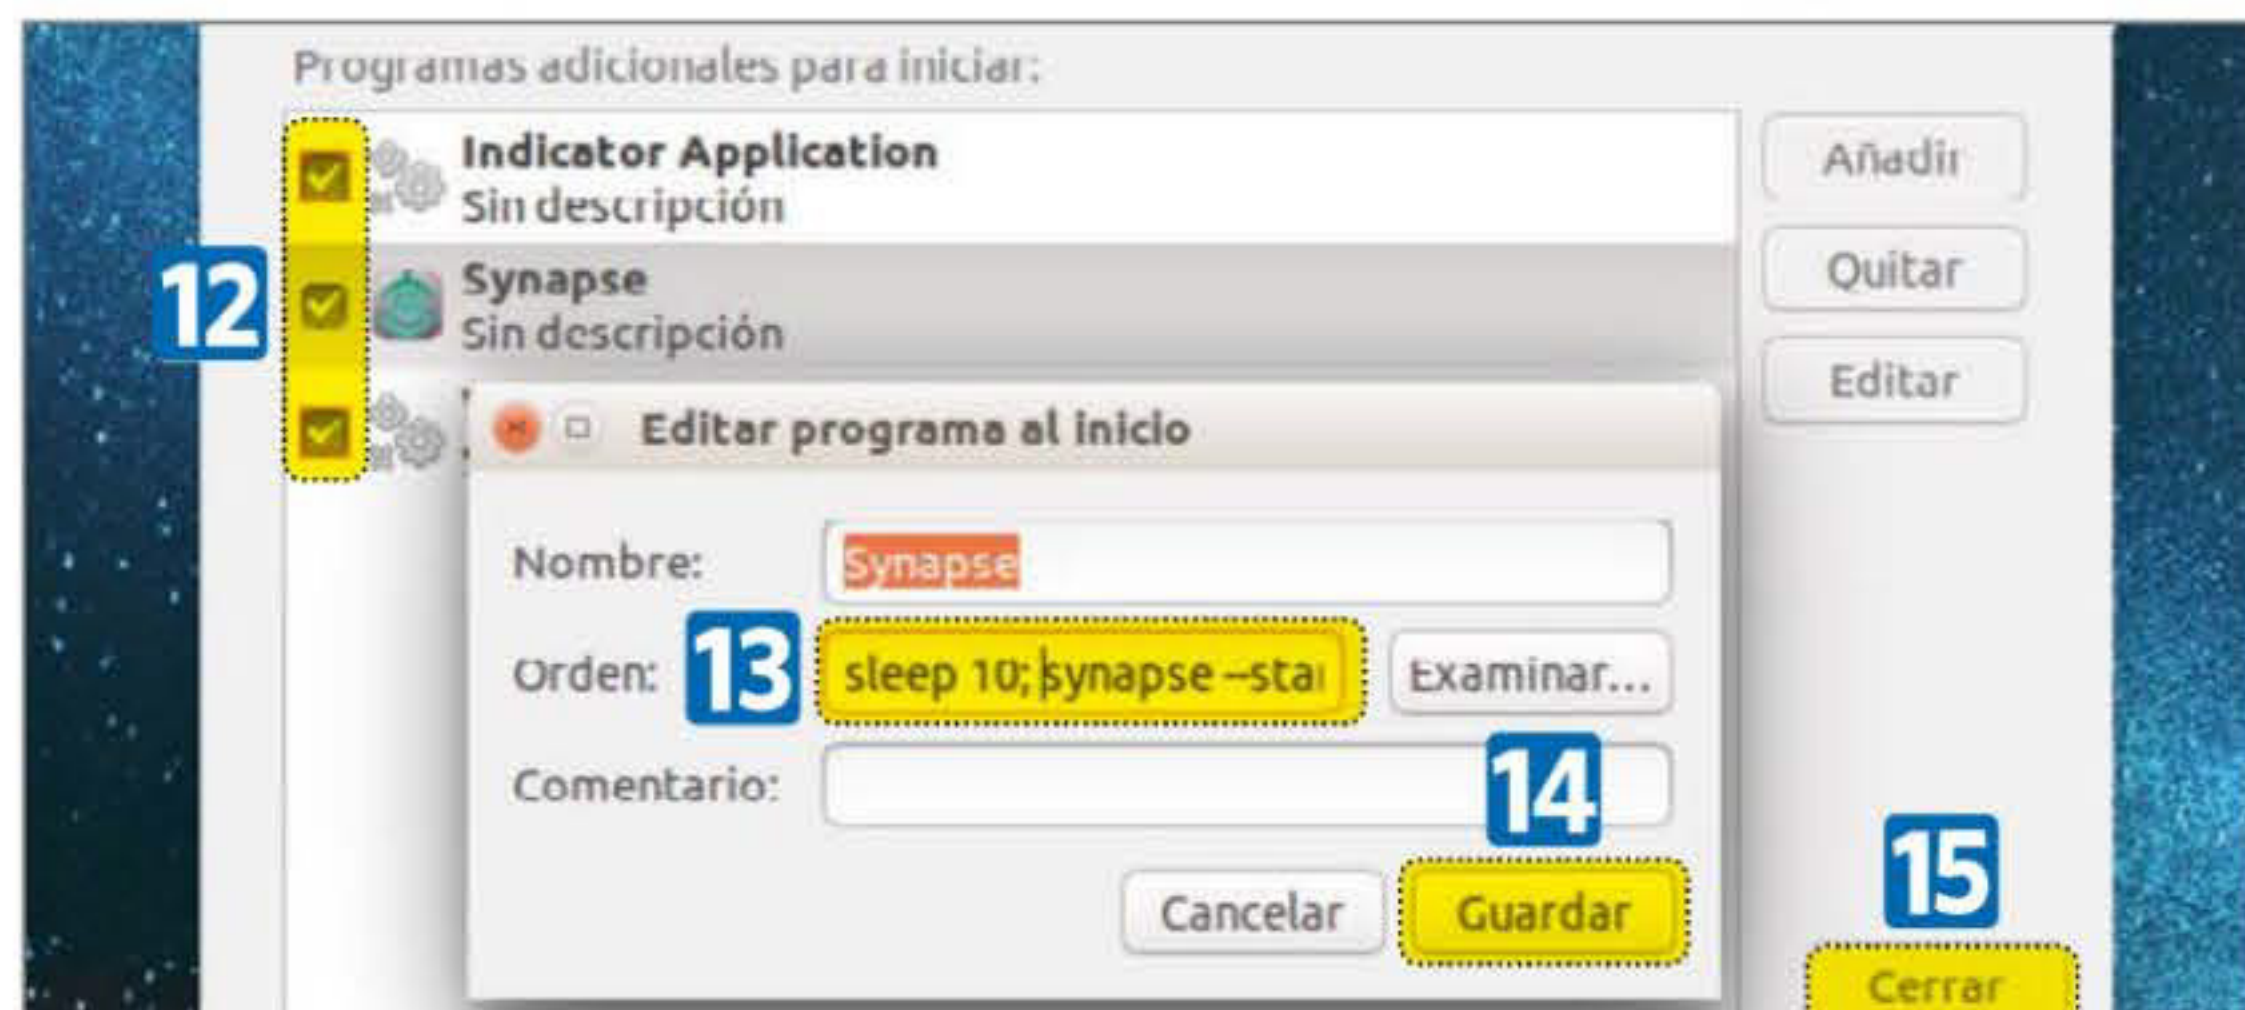 Programas adicionales para iniciar:
Indicator Application
Sin descripción
Añadir
12
Synapse
Sin descripción
Quitar
Editar
Editar programa al inicio
Nombre: Synapse
Orden: 13 sleep 10; synapse –sta Examinar...
Comentario:
14
15
Cancelar Guardar
Cerrar